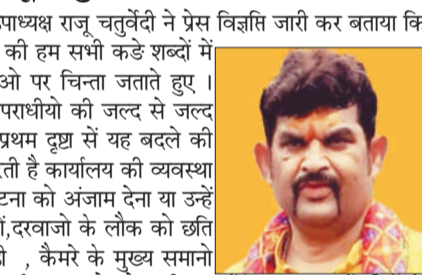 पाध्यक्ष राजू चतुर्वेदी ने प्रेस विज्ञप्ति जारी कर बताया कि
की हम सभी कडे शब्दों में
ओ पर चिन्ता जताते हुए ।
पराधीयो की जल्द से जल्द
प्रथम दृष्टा सें यह बदले की
ती है कार्यालय की व्यवस्था
टना को अंजाम देना या उन्हें
ों,दरवाजो के लौक को छति
, कैमरे के मुख्य समानो